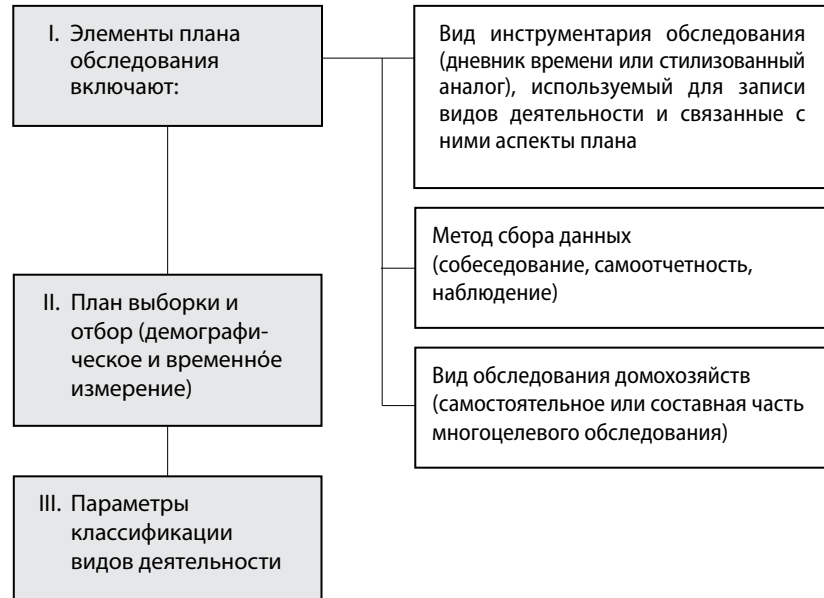 I. Элементы плана
обследования
включают:
Вид инструментария обследования
(дневник времени или стилизованный
аналог), используемый для записи
видов деятельности и связанные с
ними аспекты плана
Метод сбора данных
(собеседование, самоотчетность,
наблюдение)
Вид обследования домохозяйств
(самостоятельное или составная часть
многоцелевого обследования)
II. План выборки и
отбор (демографи-
ческое и временнóе
измерение)
III. Параметры
классификации
видов деятельности